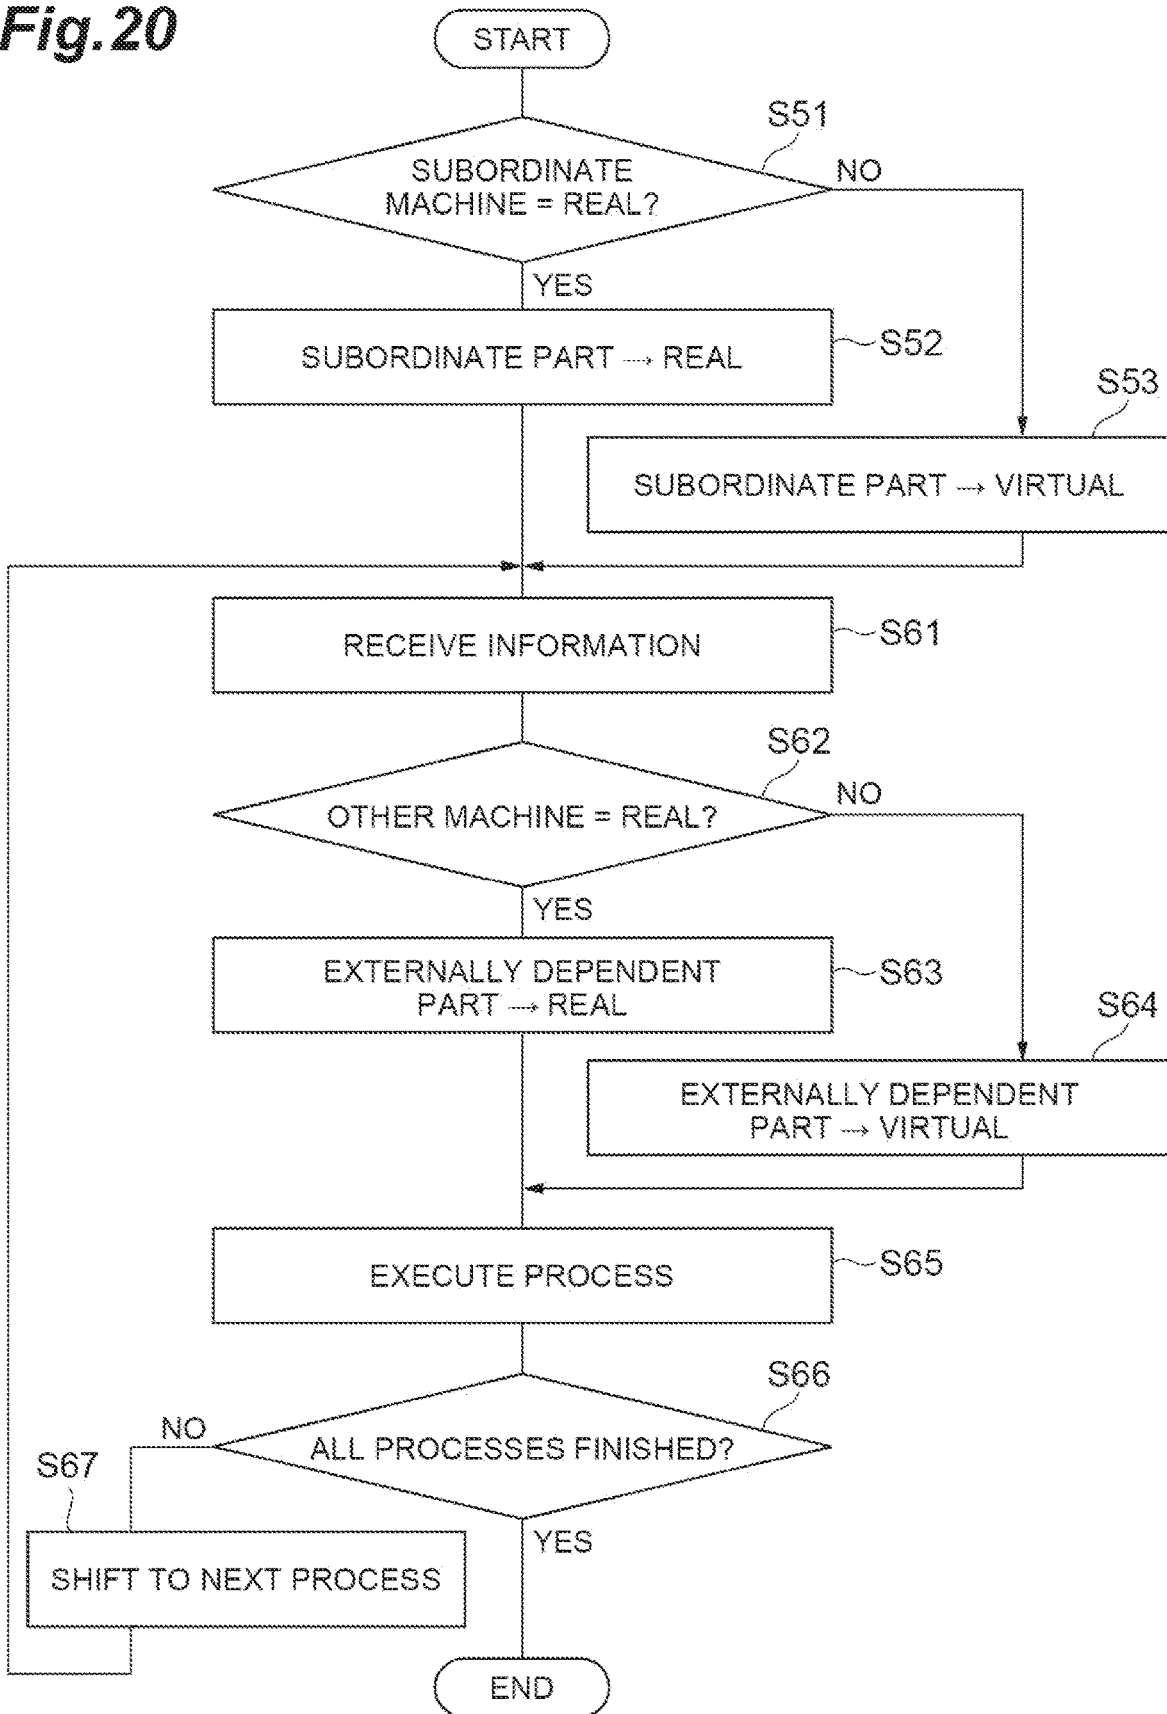 Fig.20
START
S51
SUBORDINATE
MACHINE = REAL?
NO
YES
SUBORDINATE PART → REAL
S52
S53
SUBORDINATE PART → VIRTUAL
RECEIVE INFORMATION
S61
S62
OTHER MACHINE = REAL?
NO
YES
EXTERNALLY DEPENDENT
PART → REAL
S63
S64
EXTERNALLY DEPENDENT
PART → VIRTUAL
EXECUTE PROCESS
S65
S66
ALL PROCESSES FINISHED?
NO
S67
YES
SHIFT TO NEXT PROCESS
END